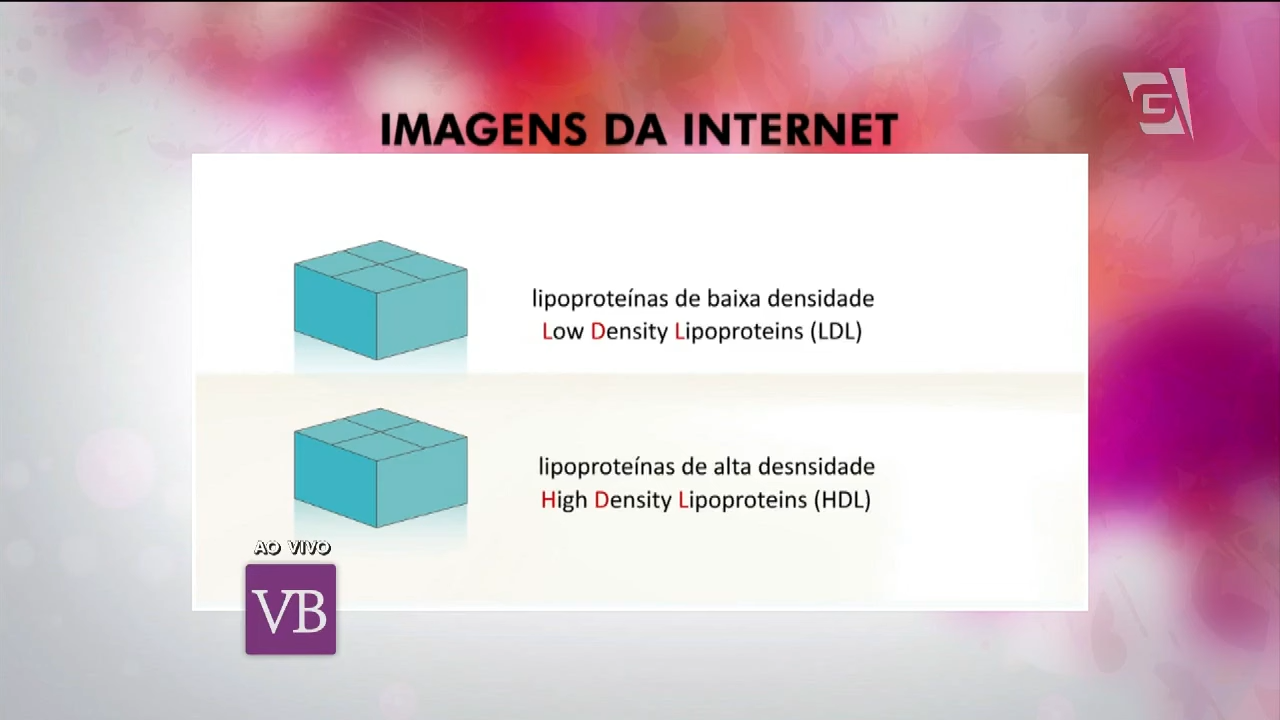 IMAGENS DA INTERNET
G
lipoproteínas de baixa densidade
Low Density Lipoproteins (LDL)
lipoproteínas de alta desnsidade
High Density Lipoproteins (HDL)
AO VIVO
VB